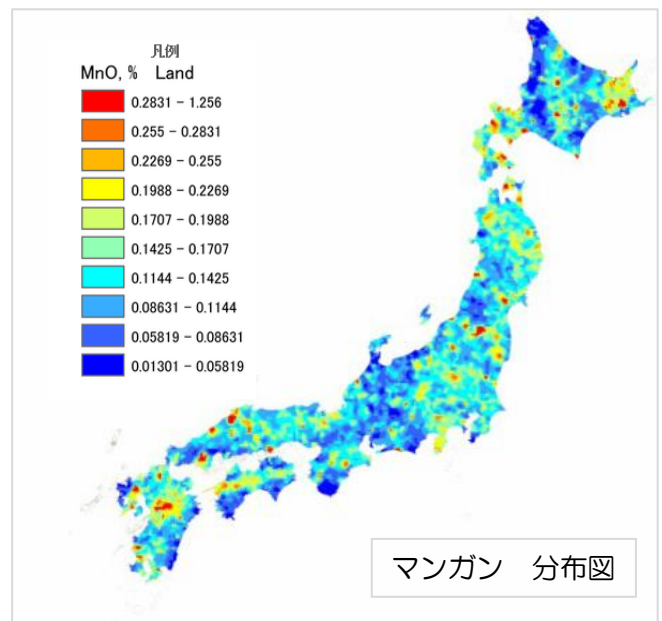 凡例
MnO, % Land
0.2831 - 1.256
0.255 - 0.2831
0.2269 - 0.255
0.1988 - 0.2269
0.1707 - 0.1988
0.1425 - 0.1707
0.1144 - 0.1425
0.08631 - 0.1144
0.05819 - 0.08631
0.01301 - 0.05819
マンガン　分布図